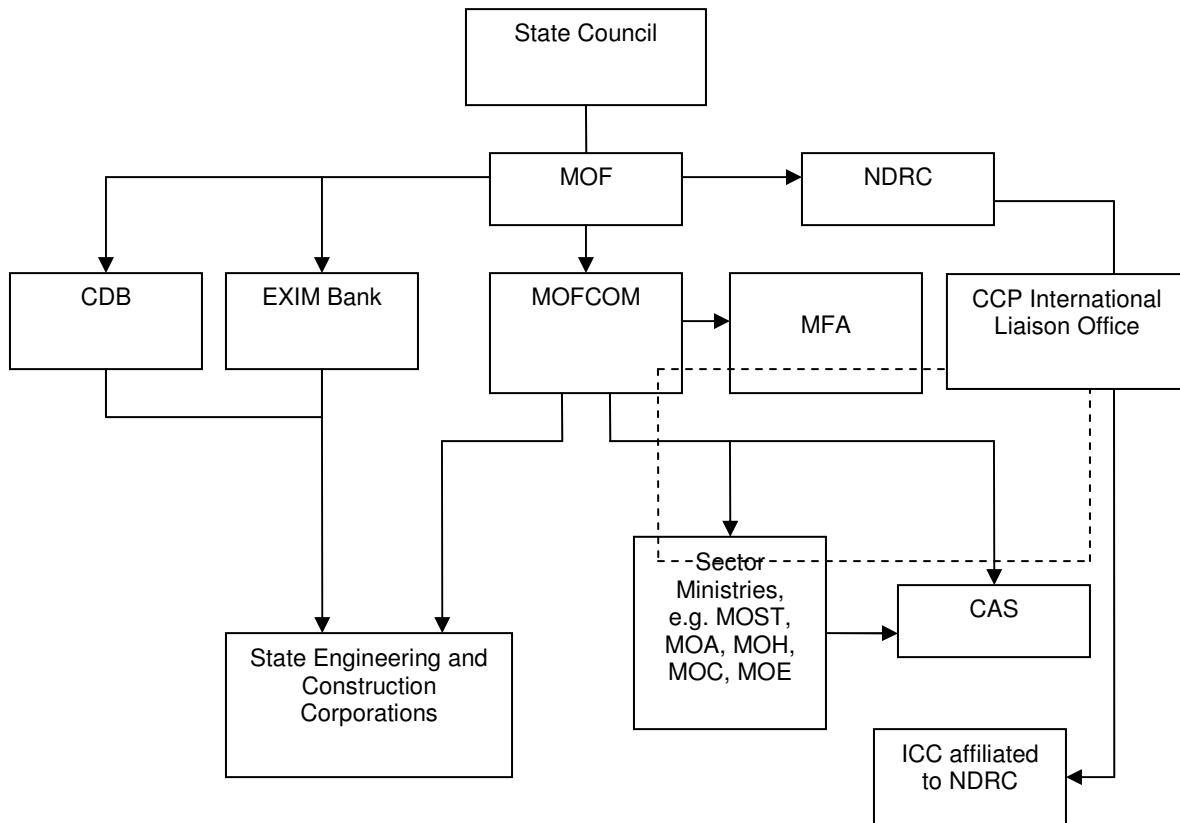 State Council
MOF
NDRC
CDB
EXIM Bank
MOFCOM
MFA
CCP International
Liaison Office
Sector
Ministries,
e.g. MOST,
MOA, MOH,
MOC, MOE
CAS
State Engineering and
Construction
Corporations
ICC affiliated
to NDRC